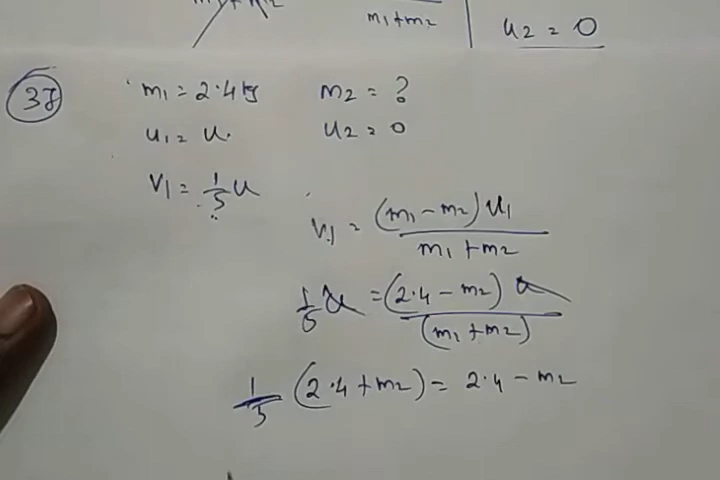 m1+m2
u2 = 0
37
m1 = 2.4 kg
m2 = ?
u1 = u.
u2 = 0
v1 = 1/5 u
v1 = (m1 - m2) u1 / m1 + m2
1/5 u = (2.4 - m2) u / (m1 + m2)
1/5 (2.4 + m2) = 2.4 - m2